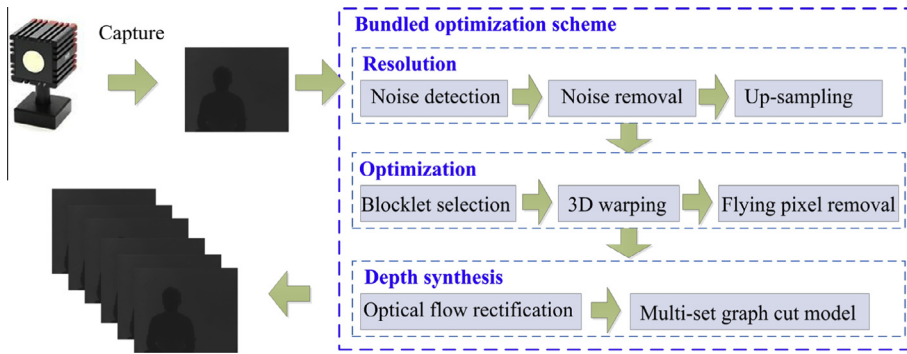 Capture
Bundled optimization scheme
Resolution
Noise detection
Noise removal
Up-sampling
Optimization
Blocklet selection
3D warping
Flying pixel removal
Depth synthesis
Optical flow rectification
Multi-set graph cut model